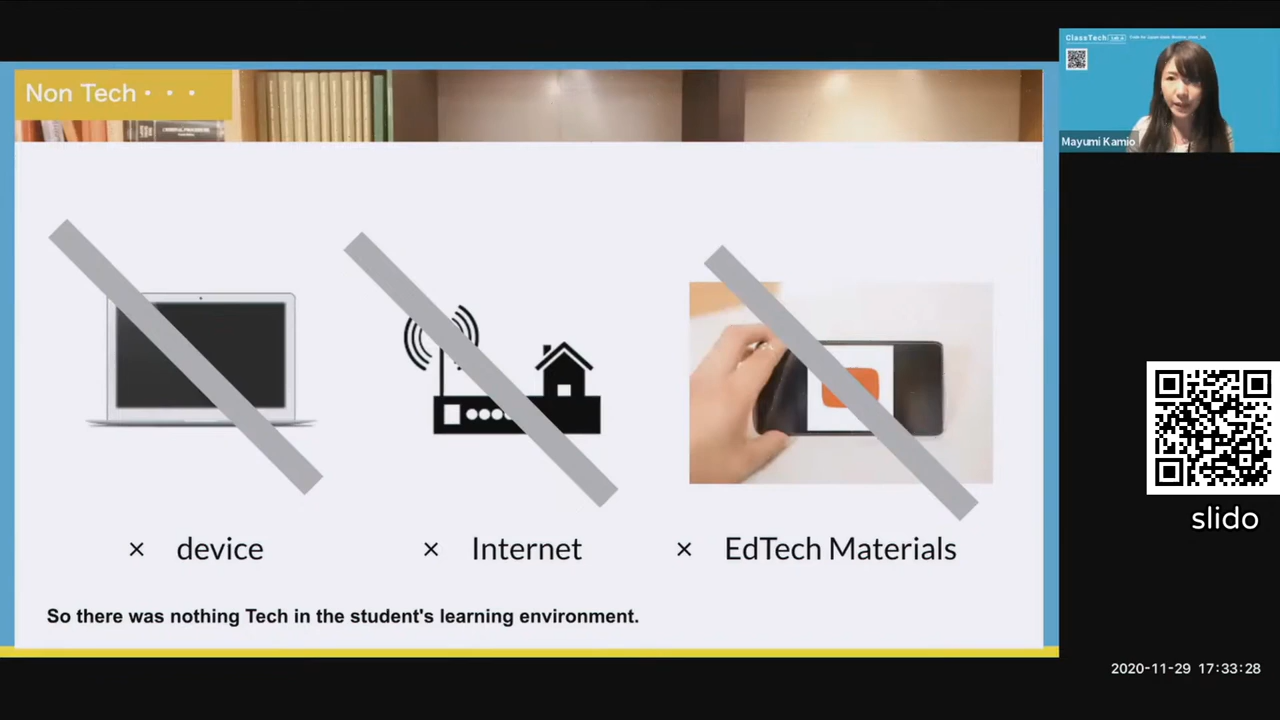 Non Tech・・・
ClassTech
Mayumi Kamio
× device
× Internet
× EdTech Materials
So there was nothing Tech in the student's learning environment.
slido
2020-11-29 17:33:28